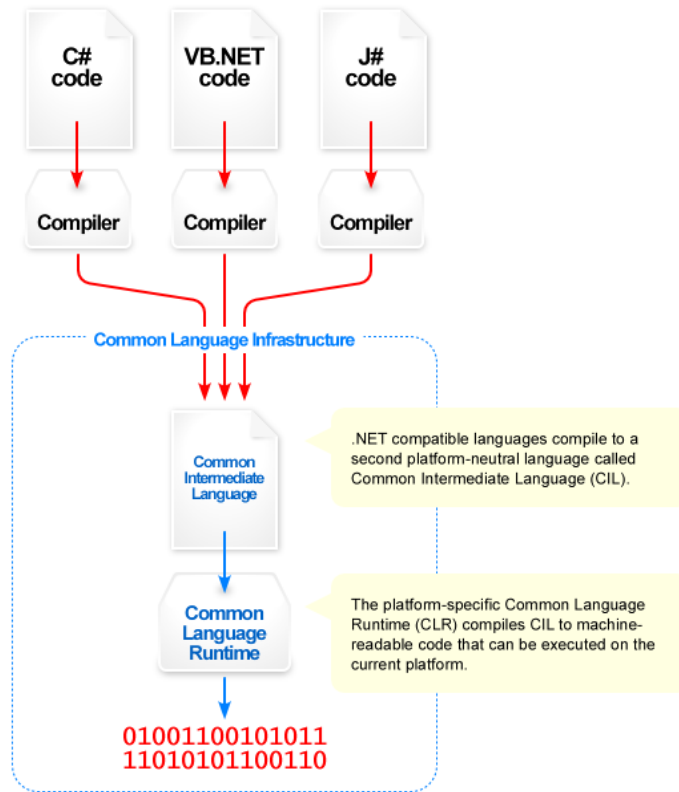 C#
code
VB.NET
code
J#
code
Compiler
Compiler
Compiler
Common Language Infrastructure
Common
Intermediate
Language
.NET compatible languages compile to a
second platform-neutral language called
Common Intermediate Language (CIL).
Common
Language
Runtime
The platform-specific Common Language
Runtime (CLR) compiles CIL to machine-
readable code that can be executed on the
current platform.
01001100101011
11010101100110